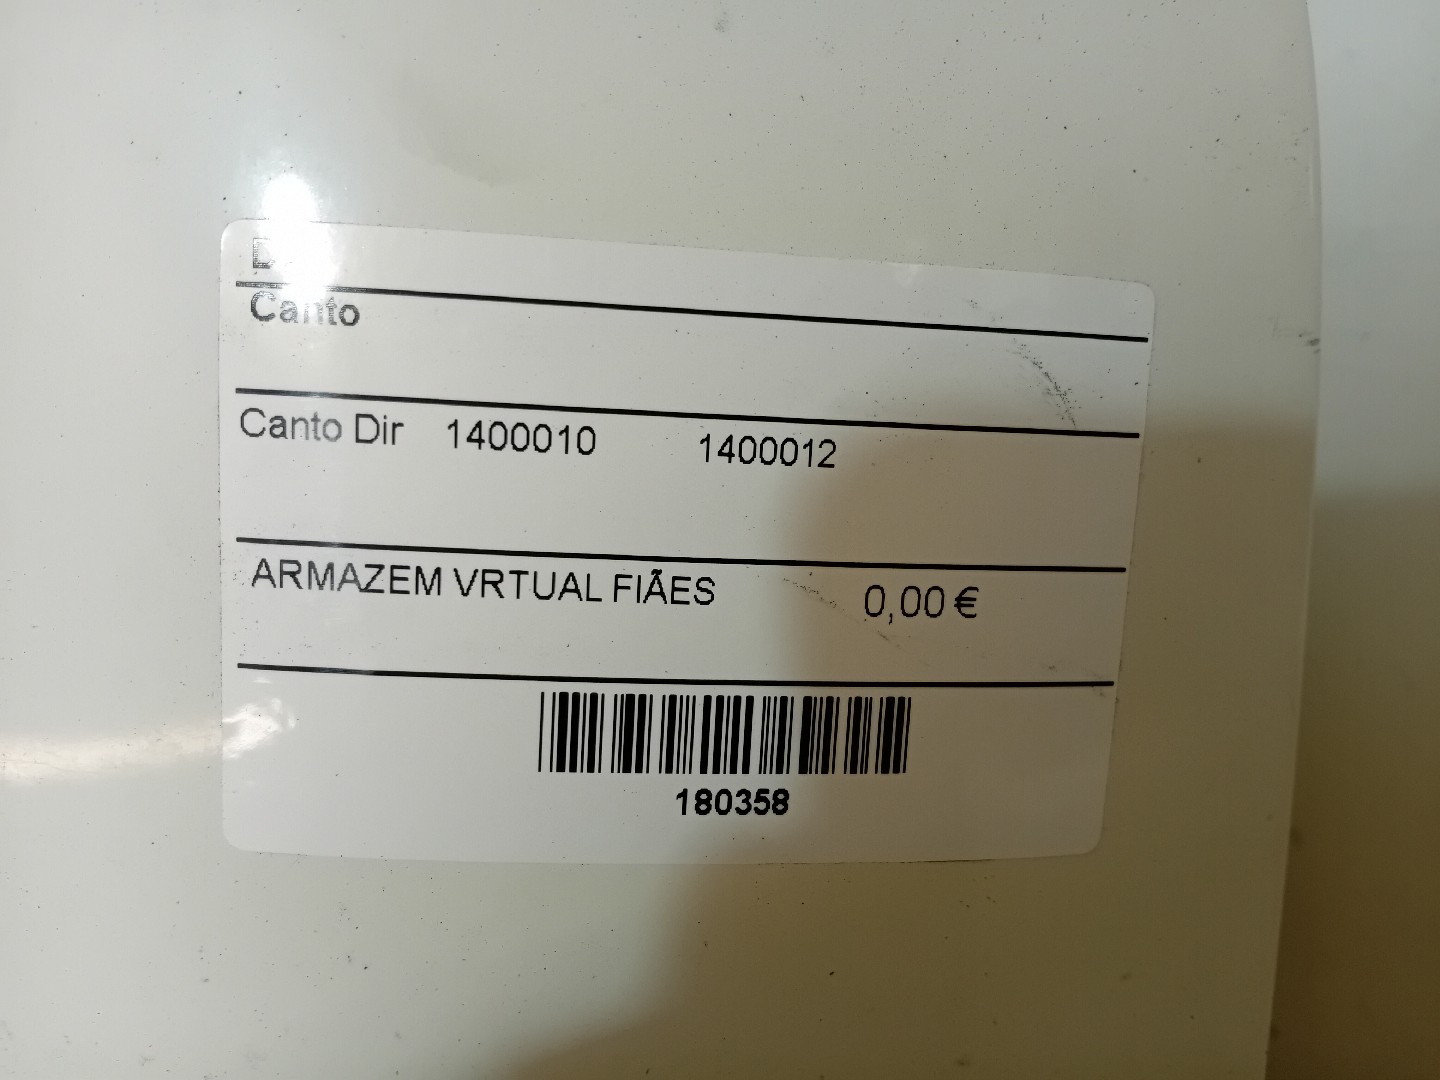 Canto
Canto Dir 1400010 1400012
ARMAZEM VRTUAL FIÃES 0,00 €
180358